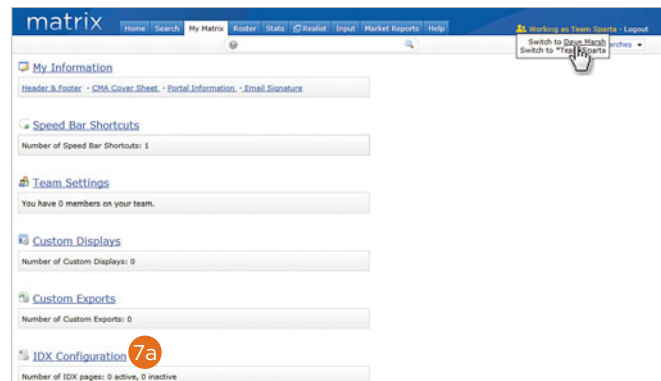 matrix Home Search My Matrix Roster Stats Realist Input Market Reports Help Working as Team Sparta · Logout
Switch to Dave Marsh
Switch to "Team Sparta
My Information
Header & Footer · CMA Cover Sheet · Portal Information · Email Signature
Speed Bar Shortcuts
Number of Speed Bar Shortcuts: 1
Team Settings
You have 0 members on your team.
Custom Displays
Number of Custom Displays: 0
Custom Exports
Number of Custom Exports: 0
IDX Configuration 7a
Number of IDX pages: 0 active, 0 inactive